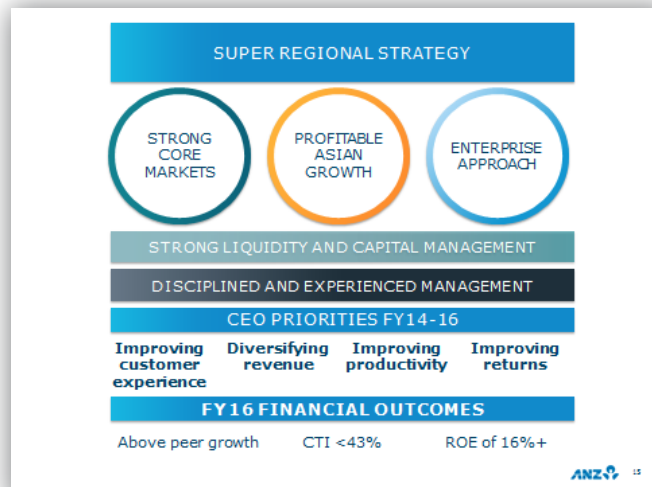 SUPER REGIONAL STRATEGY
STRONG
CORE
MARKETS
PROFITABLE
ASIAN
GROWTH
ENTERPRISE
APPROACH
STRONG LIQUIDITY AND CAPITAL MANAGEMENT
DISCIPLINED AND EXPERIENCED MANAGEMENT
CEO PRIORITIES FY14-16
Improving
customer
experience
Diversifying
revenue
Improving
productivity
Improving
returns
FY16 FINANCIAL OUTCOMES
Above peer growth
CTI <43%
ROE of 16%+
ANZ